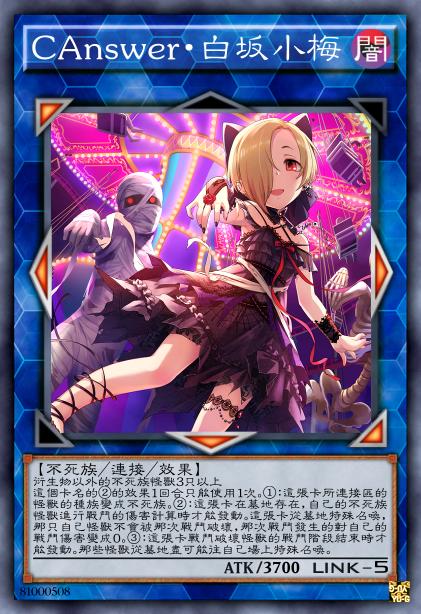 CAnswer·白坂小梅
闇
【不死族/連接/效果】
衍生物以外的不死族怪獸3只以上
這個卡名的②的效果1回合只能使用1次。①:這張卡所連接區的
怪獸的種族變成不死族。②:這張卡在墓地存在,自己的不死族
怪獸進行戰鬥的傷害計算時才能發動。這張卡從墓地特殊召喚,
那只自己怪獸不會被那次戰鬥破壞,那次戰鬥發生的對自己的
戰鬥傷害變成0。③:這張卡戰鬥破壞怪獸的戰鬥階段結束時才
能發動。那些怪獸從墓地盡可能往自己場上特殊召喚。
ATK/3700 LINK-5
81000508